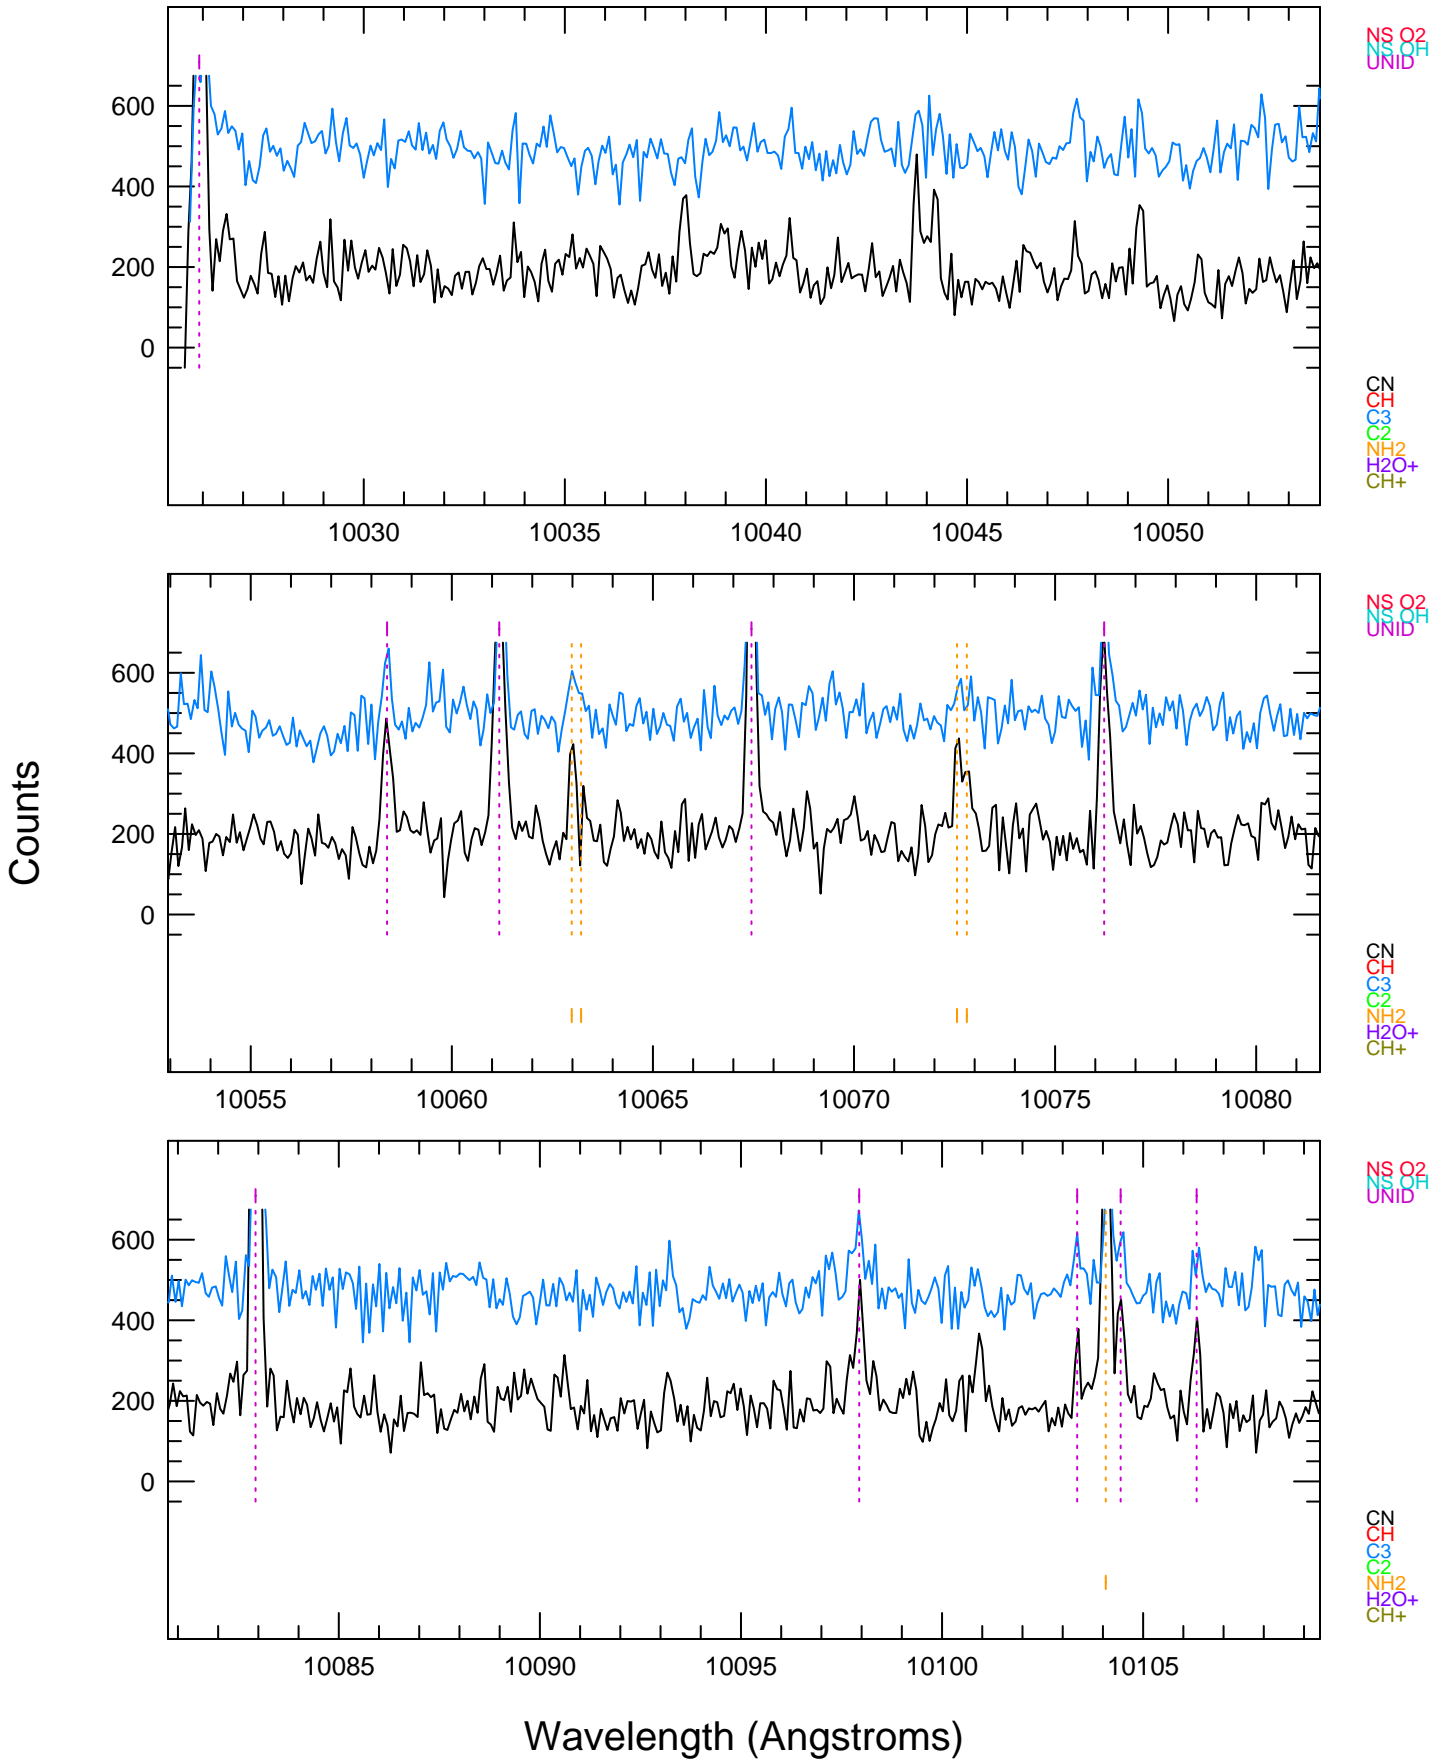 NS O2
NS OH
UNID
600
400
200
0
CN
CH
C3
C2
NH2
H2O+
CH+
10030 10035 10040 10045 10050
NS O2
NS OH
UNID
600
400
200
0
CN
CH
C3
C2
NH2
H2O+
CH+
10055 10060 10065 10070 10075 10080
Counts
NS O2
NS OH
UNID
600
400
200
0
CN
CH
C3
C2
NH2
H2O+
CH+
10085 10090 10095 10100 10105
Wavelength (Angstroms)